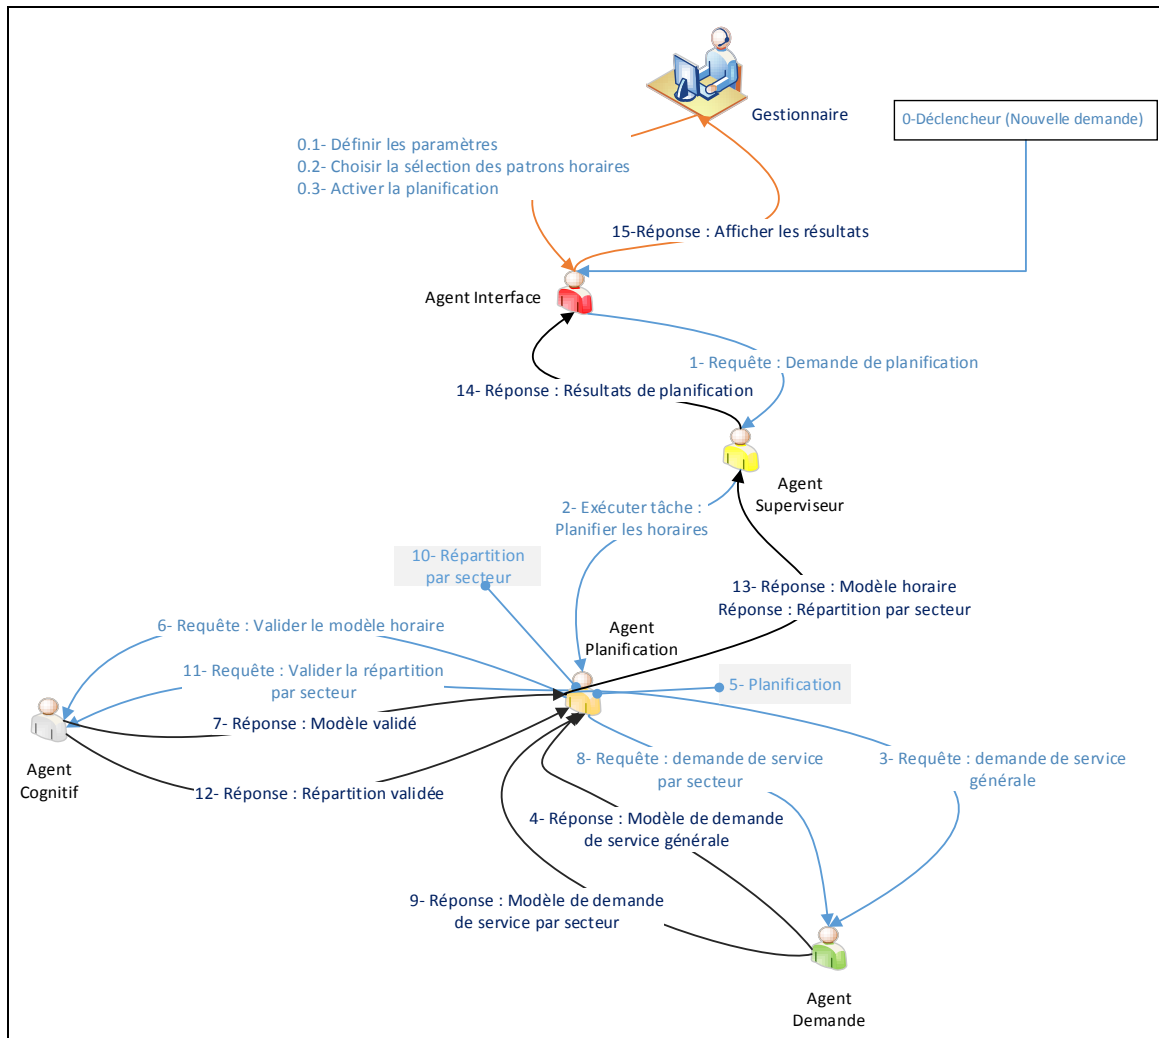 Gestionnaire
0-Déclencheur (Nouvelle demande)
0.1- Définir les paramètres
0.2- Choisir la sélection des patrons horaires
0.3- Activer la planification
15-Réponse : Afficher les résultats
Agent Interface
1- Requête : Demande de planification
14- Réponse : Résultats de planification
Agent
Superviseur
2- Exécuter tâche :
Planifier les horaires
10- Répartition
par secteur
13- Réponse : Modèle horaire
Réponse : Répartition par secteur
6- Requête : Valider le modèle horaire
Agent
Planification
11- Requête : Valider la répartition
par secteur
5- Planification
7- Réponse : Modèle validé
Agent
Cognitif
8- Requête : demande de service
par secteur
3- Requête : demande de service
générale
12- Réponse : Répartition validée
4- Réponse : Modèle de demande
de service générale
9- Réponse : Modèle de demande
de service par secteur
Agent
Demande